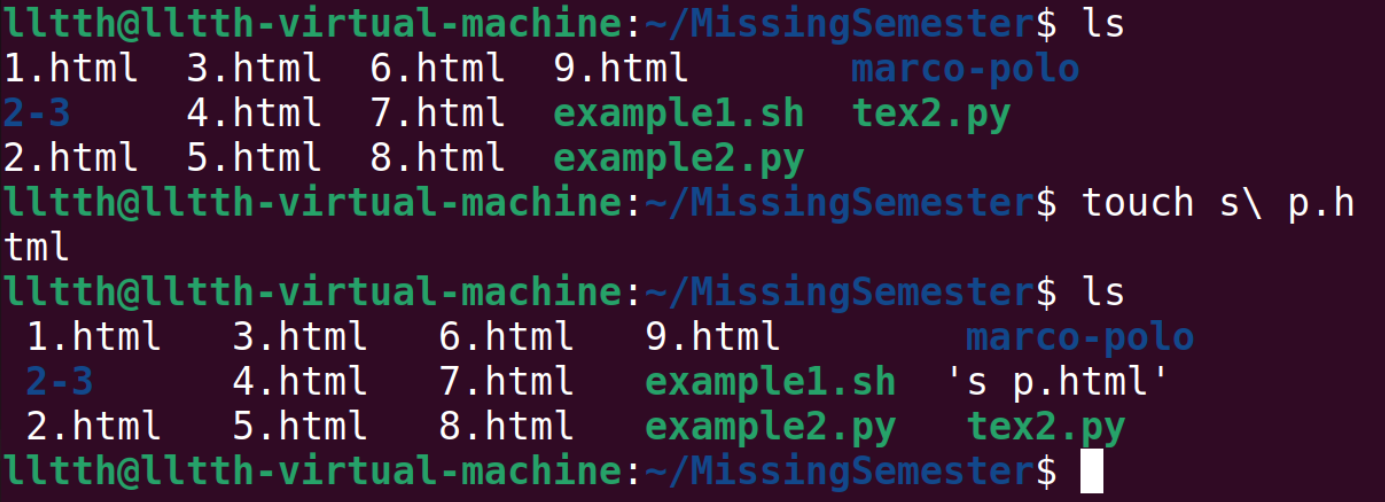 lltth@lltth-virtual-machine:~/MissingSemester$ ls
1.html  3.html  6.html  9.html       marco-polo
2-3     4.html  7.html  example1.sh  tex2.py
2.html  5.html  8.html  example2.py
lltth@lltth-virtual-machine:~/MissingSemester$ touch s\ p.h
tml
lltth@lltth-virtual-machine:~/MissingSemester$ ls
 1.html   3.html   6.html   9.html        marco-polo
 2-3      4.html   7.html   example1.sh  's p.html'
 2.html   5.html   8.html   example2.py   tex2.py
lltth@lltth-virtual-machine:~/MissingSemester$